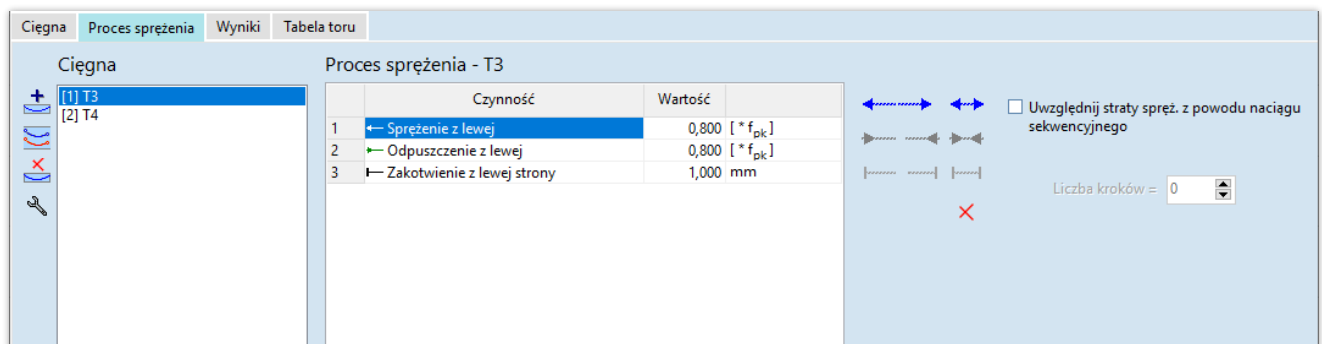 Cięgna Proces sprężenia Wyniki Tabela toru
Cięgna
[1] T3
[2] T4
Proces sprężenia - T3
Czynność Wartość
1 Sprężenie z lewej 0,800 [ * fpk ]
2 Odpuszczenie z lewej 0,800 [ * fpk ]
3 Zakotwienie z lewej strony 1,000 mm
Uwzględnij straty spręż. z powodu naciągu
sekwencyjnego
Liczba kroków = 0